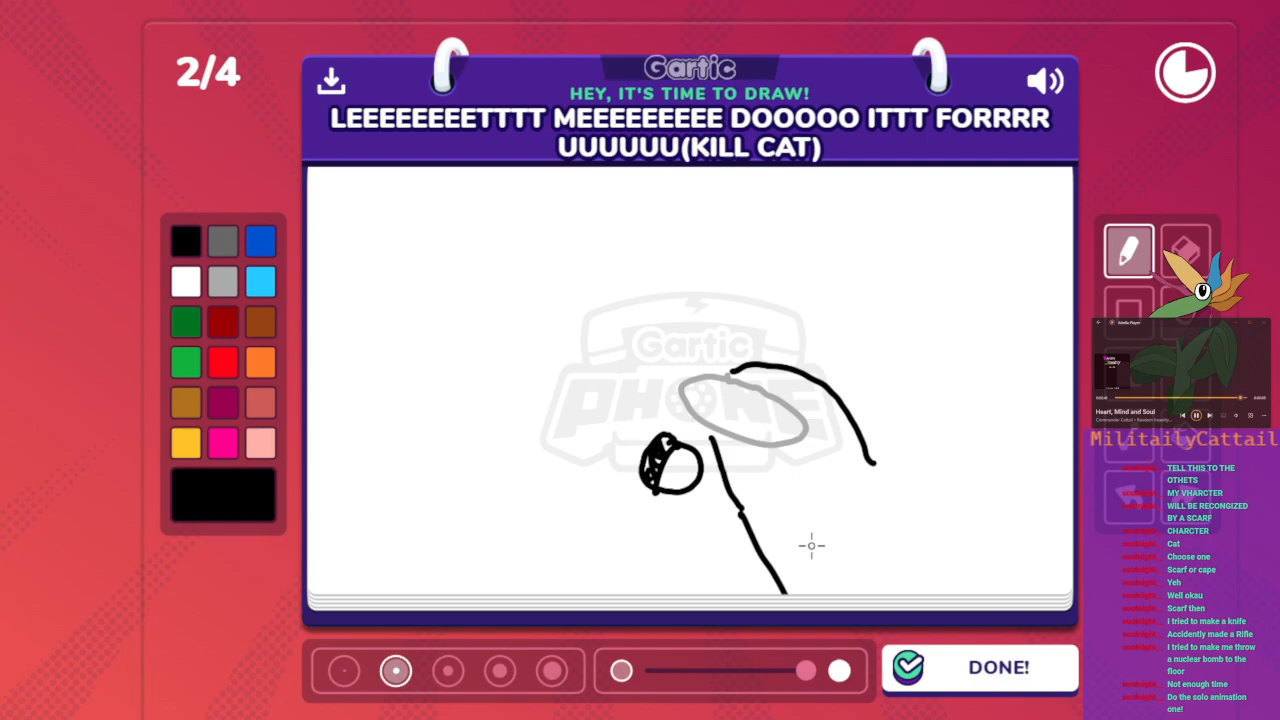 2/4
Gartic
HEY, IT'S TIME TO DRAW!
LEEEEEEEETTTT MEEEEEEEEE DOOOOO ITTT FORRRR
UUUUUU(KILL CAT)
Gartic
PHONE
DONE!
Heart, Mind and Soul
MilitailyCattail
TELL THIS TO THE
OTHETS
MY VHARCTER
WILL BE RECONGIZED
BY A SCARF
CHARCTER
Cat
Choose one
Scarf or cape
Yeh
Well okau
Scarf then
I tried to make a knife
Accidently made a Rifle
I tried to make me throw
a nuclear bomb to the
floor
Not enough time
Do the solo animation
one!